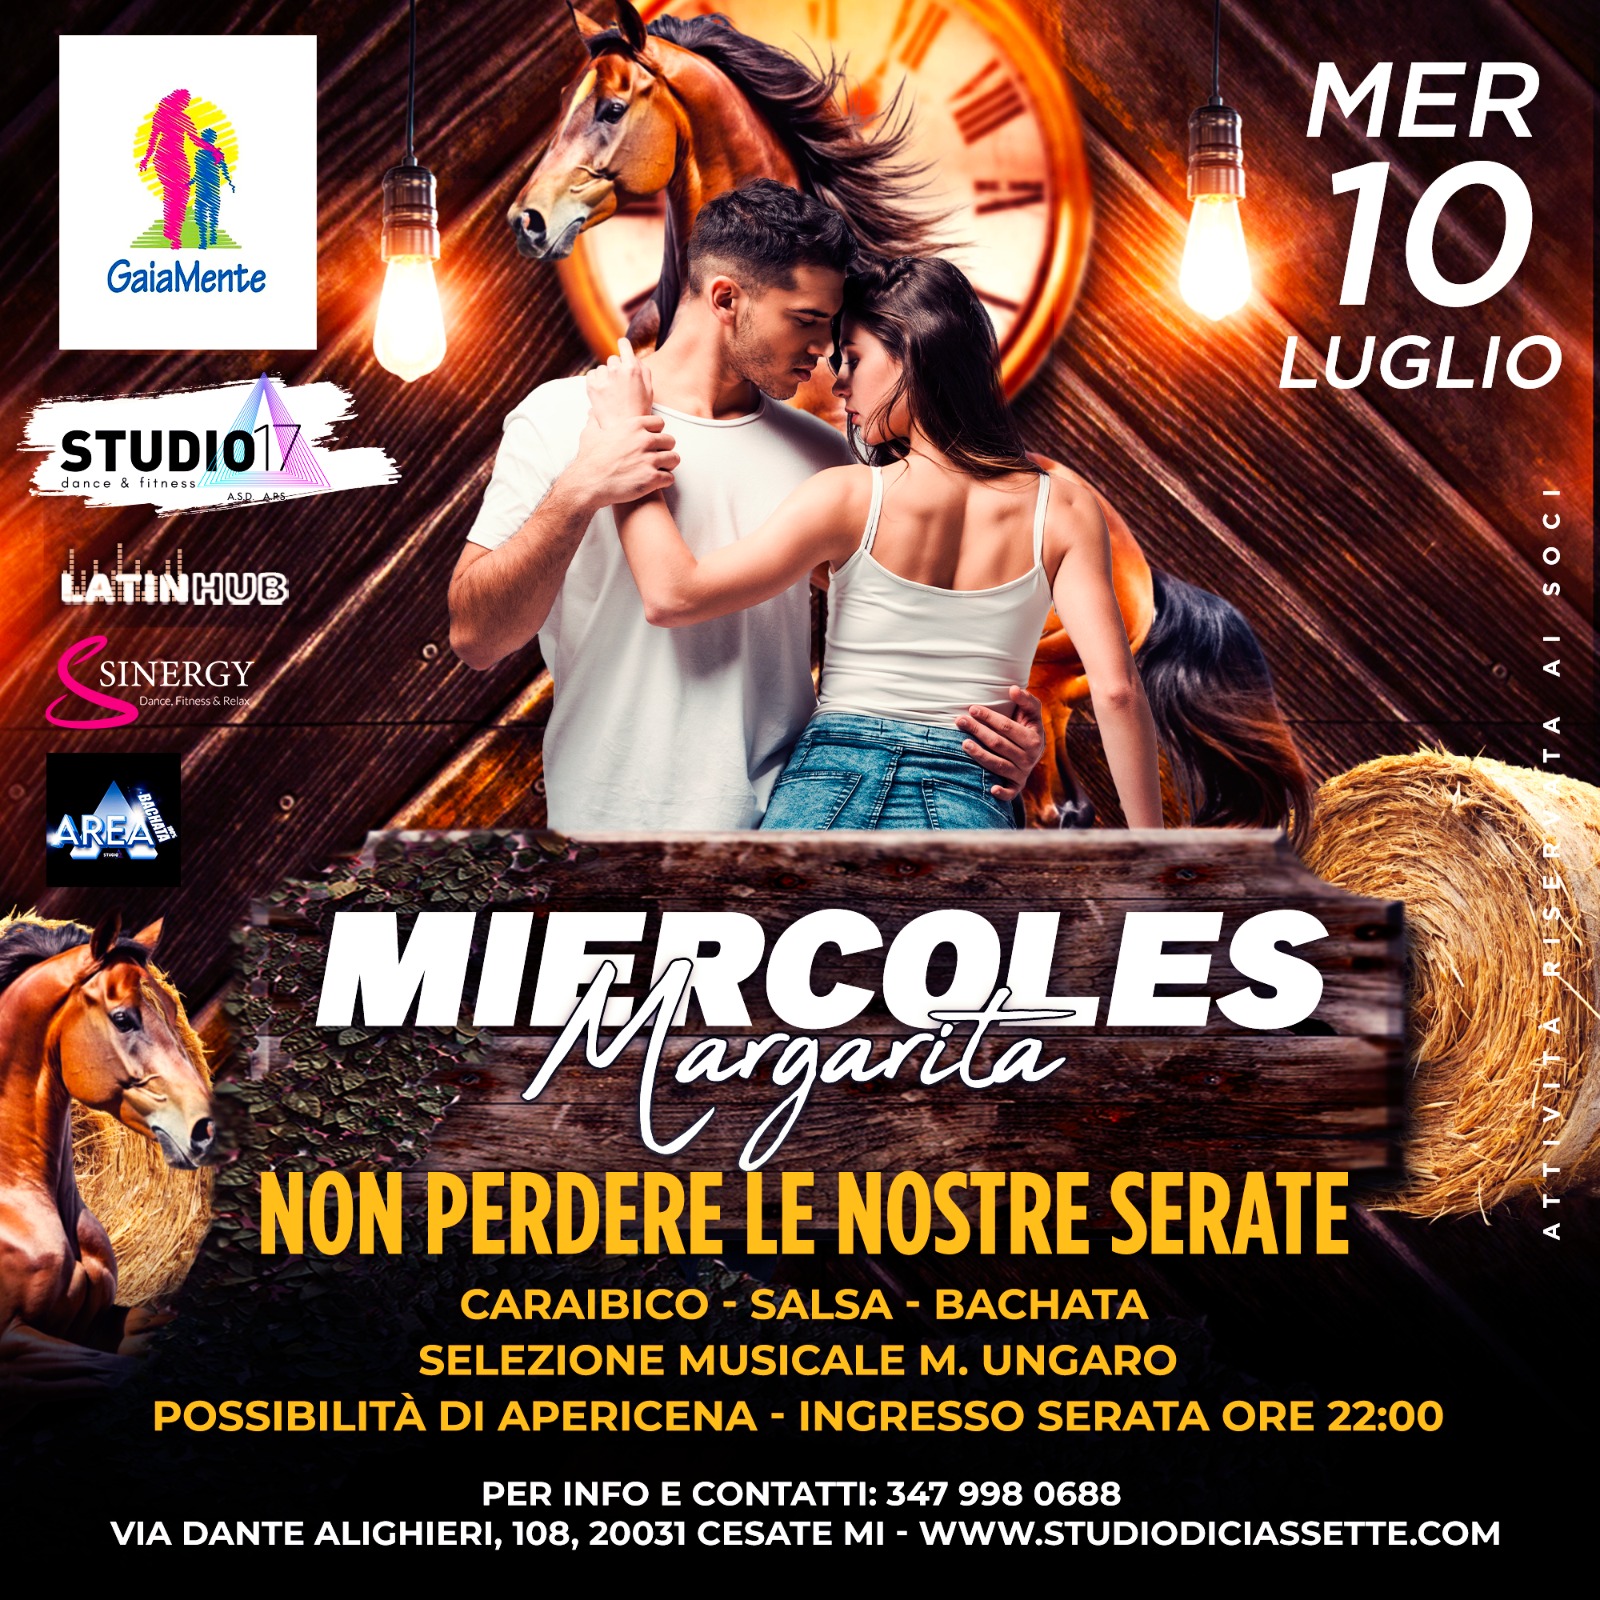 GaiaMente
STUDIO17
dance & fitness
A.S.D. A.P.S.
LATINHUB
SINERGY
Dance, Fitness & Relax
AREA
BACHATA
STUDIO
MER
10
LUGLIO
ATTIVITA RISERVATA AI SOCI
MIERCOLES
Margarita
NON PERDERE LE NOSTRE SERATE
CARAIBICO - SALSA - BACHATA
SELEZIONE MUSICALE M. UNGARO
POSSIBILITÀ DI APERICENA - INGRESSO SERATA ORE 22:00
PER INFO E CONTATTI: 347 998 0688
VIA DANTE ALIGHIERI, 108, 20031 CESATE MI - WWW.STUDIODICIASSETTE.COM